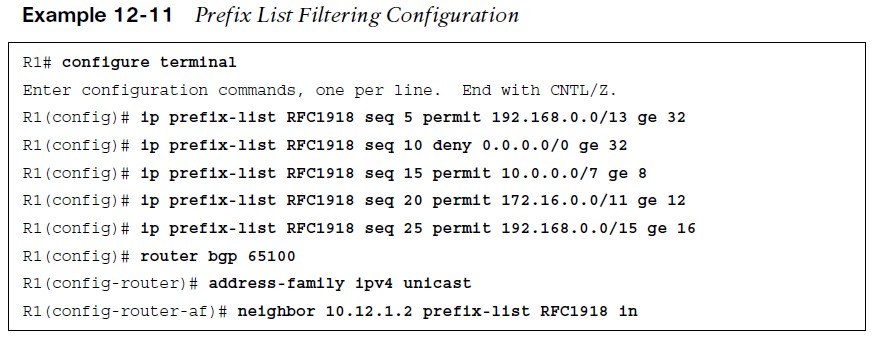 Example 12-11 Prefix List Filtering Configuration
R1# configure terminal
Enter configuration commands, one per line. End with CNTL/Z.
R1(config)# ip prefix-list RFC1918 seq 5 permit 192.168.0.0/13 ge 32
R1(config)# ip prefix-list RFC1918 seq 10 deny 0.0.0.0/0 ge 32
R1(config)# ip prefix-list RFC1918 seq 15 permit 10.0.0.0/7 ge 8
R1(config)# ip prefix-list RFC1918 seq 20 permit 172.16.0.0/11 ge 12
R1(config)# ip prefix-list RFC1918 seq 25 permit 192.168.0.0/15 ge 16
R1(config)# router bgp 65100
R1(config-router)# address-family ipv4 unicast
R1(config-router-af)# neighbor 10.12.1.2 prefix-list RFC1918 in